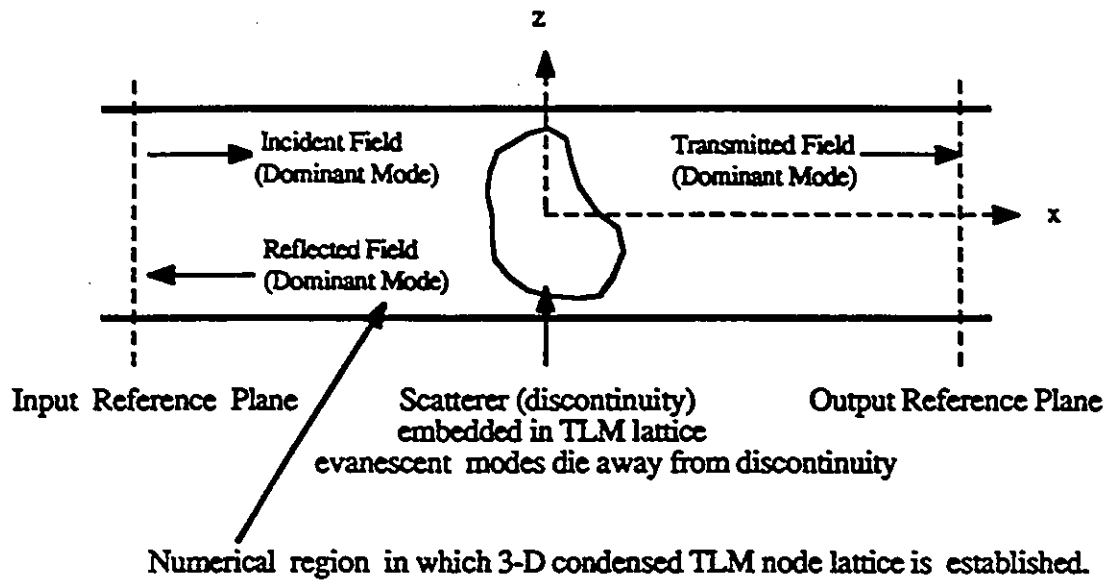 z
Incident Field
(Dominant Mode)
Transmitted Field
(Dominant Mode)
x
Reflected Field
(Dominant Mode)
Input Reference Plane
Scatterer (discontinuity)
embedded in TLM lattice
evanescent modes die away from discontinuity
Output Reference Plane
Numerical region in which 3-D condensed TLM node lattice is established.